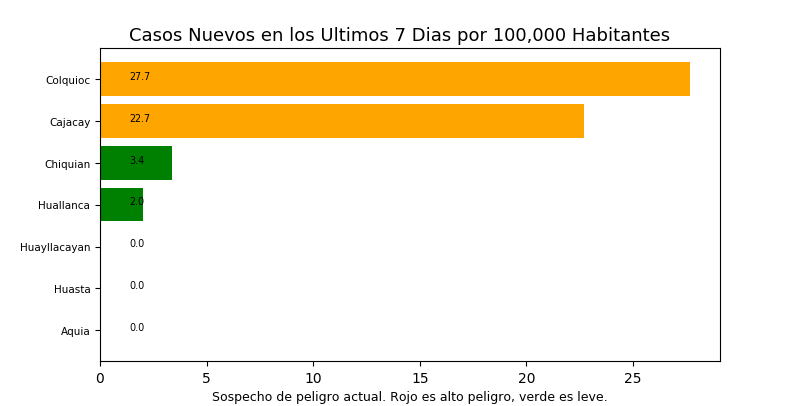 Casos Nuevos en los Ultimos 7 Dias por 100,000 Habitantes
Colquioc 27.7
Cajacay 22.7
Chiquian 3.4
Huallanca 2.0
Huayllacayan 0.0
Huasta 0.0
Aquia 0.0
0 5 10 15 20 25
Sospecho de peligro actual. Rojo es alto peligro, verde es leve.